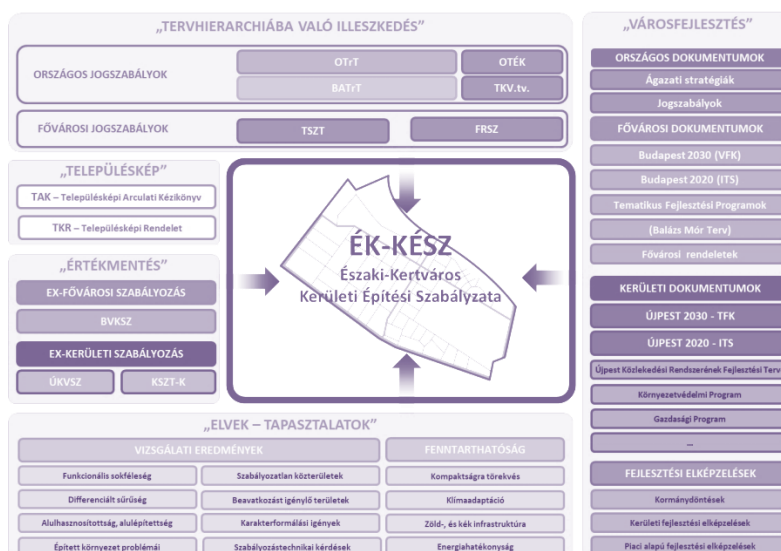 „TERVHIERARCHIÁBA VALÓ ILLESZKEDÉS”
ORSZÁGOS JOGSZABÁLYOK
OTrT
OTÉK
BATrT
TKV.tv.
FŐVÁROSI JOGSZABÁLYOK
TSZT
FRSZ
„TELEPÜLÉSKÉP”
TAK – Településképi Arculati Kézikönyv
TKR – Településképi Rendelet
„ÉRTÉKMENTÉS”
EX-FŐVÁROSI SZABÁLYOZÁS
BVKSZ
EX-KERÜLETI SZABÁLYOZÁS
ÚKVSZ
KSZT-K
ÉK-KÉSZ
Északi-Kertváros
Kerületi Építési Szabályzata
„ELVEK – TAPASZTALATOK”
VIZSGÁLATI EREDMÉNYEK
FENNTARTHATÓSÁG
Funkcionális sokféleség
Szabályozatlan közterületek
Kompaktságra törekvés
Differenciált sűrűség
Beavatkozást igénylő területek
Klímaadaptció
Alulhasznosítottság, alulépítettség
Karakterformálási igények
Zöld-, és kék infrastruktúra
Épített környezet problémái
Szabályozástechnikai kérdések
Energiahatékonyság
„VÁROSFEJLESZTÉS”
ORSZÁGOS DOKUMENTUMOK
Ágazati stratégiák
Jogszabályok
FŐVÁROSI DOKUMENTUMOK
Budapest 2030 (VFK)
Budapest 2020 (ITS)
Tematikus Fejlesztési Programok
(Balázs Mór Terv)
Fővárosi rendeletek
KERÜLETI DOKUMENTUMOK
ÚJPEST 2030 - TFK
ÚJPEST 2020 - ITS
Újpest Közlekedési Rendszerének Fejlesztési Terve
Környezetvédelmi Program
Gazdasági Program
...
FEJLESZTÉSI ELKÉPZELÉSEK
Kormánydöntések
Kerületi fejlesztési elképzelések
Piaci alapú fejlesztési elképzelések